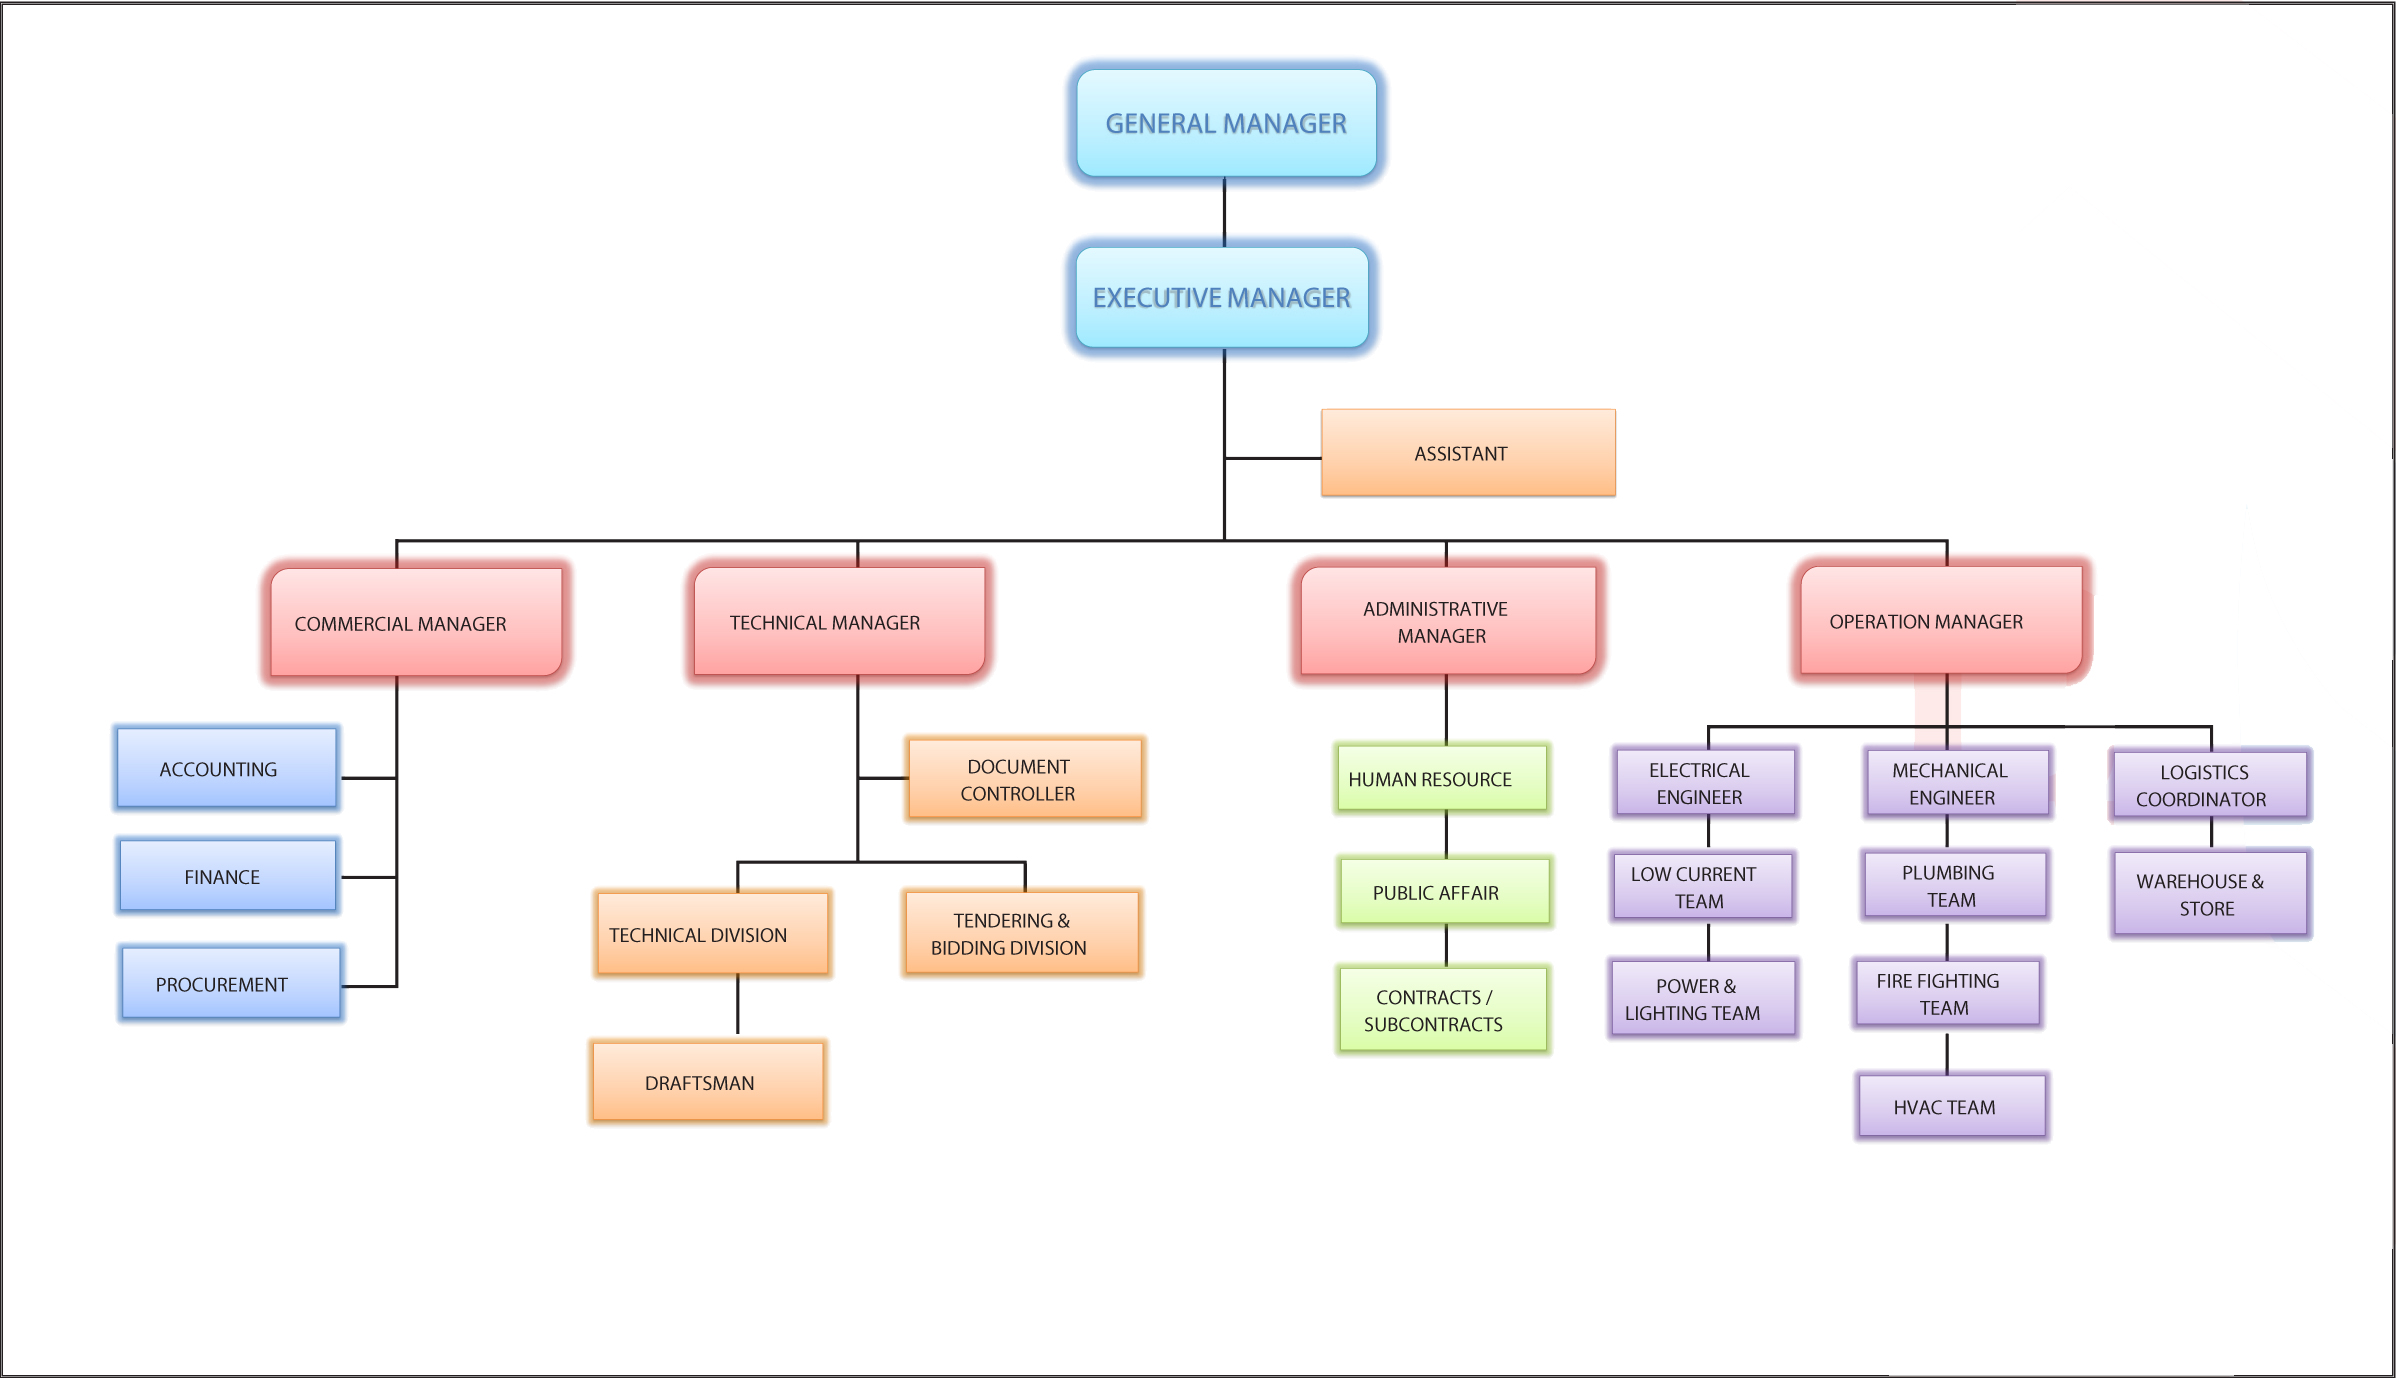 GENERAL MANAGER
EXECUTIVE MANAGER
ASSISTANT
COMMERCIAL MANAGER
TECHNICAL MANAGER
ADMINISTRATIVE
MANAGER
OPERATION MANAGER
ACCOUNTING
FINANCE
PROCUREMENT
DOCUMENT
CONTROLLER
TECHNICAL DIVISION
TENDERING &
BIDDING DIVISION
DRAFTSMAN
HUMAN RESOURCE
PUBLIC AFFAIR
CONTRACTS /
SUBCONTRACTS
ELECTRICAL
ENGINEER
LOW CURRENT
TEAM
POWER &
LIGHTING TEAM
MECHANICAL
ENGINEER
PLUMBING
TEAM
FIRE FIGHTING
TEAM
HVAC TEAM
LOGISTICS
COORDINATOR
WAREHOUSE &
STORE